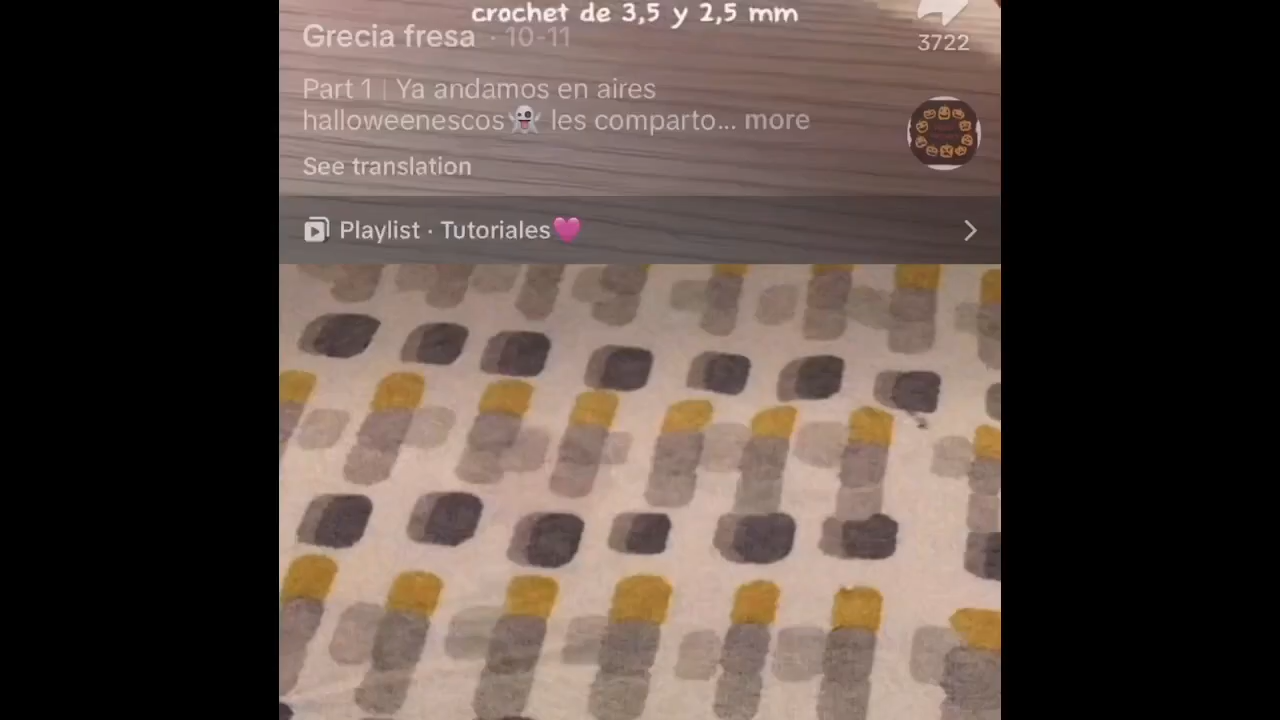 crochet de 3,5 y 2,5 mm
Grecia fresa · 10-11
3722
Part 1 | Ya andamos en aires
halloweenescos👻 les comparto... more
See translation
Playlist · Tutoriales🩷